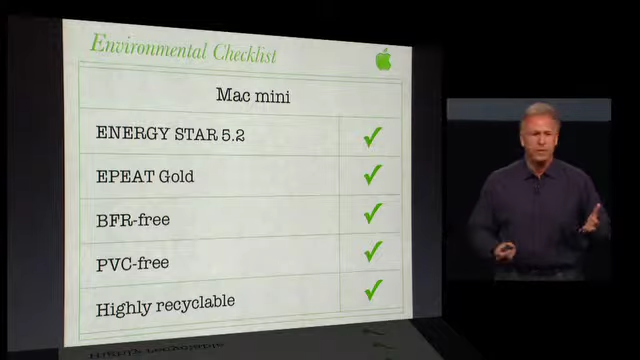 Environmental Checklist
Mac mini
ENERGY STAR 5.2
EPEAT Gold
BFR-free
PVC-free
Highly recyclable